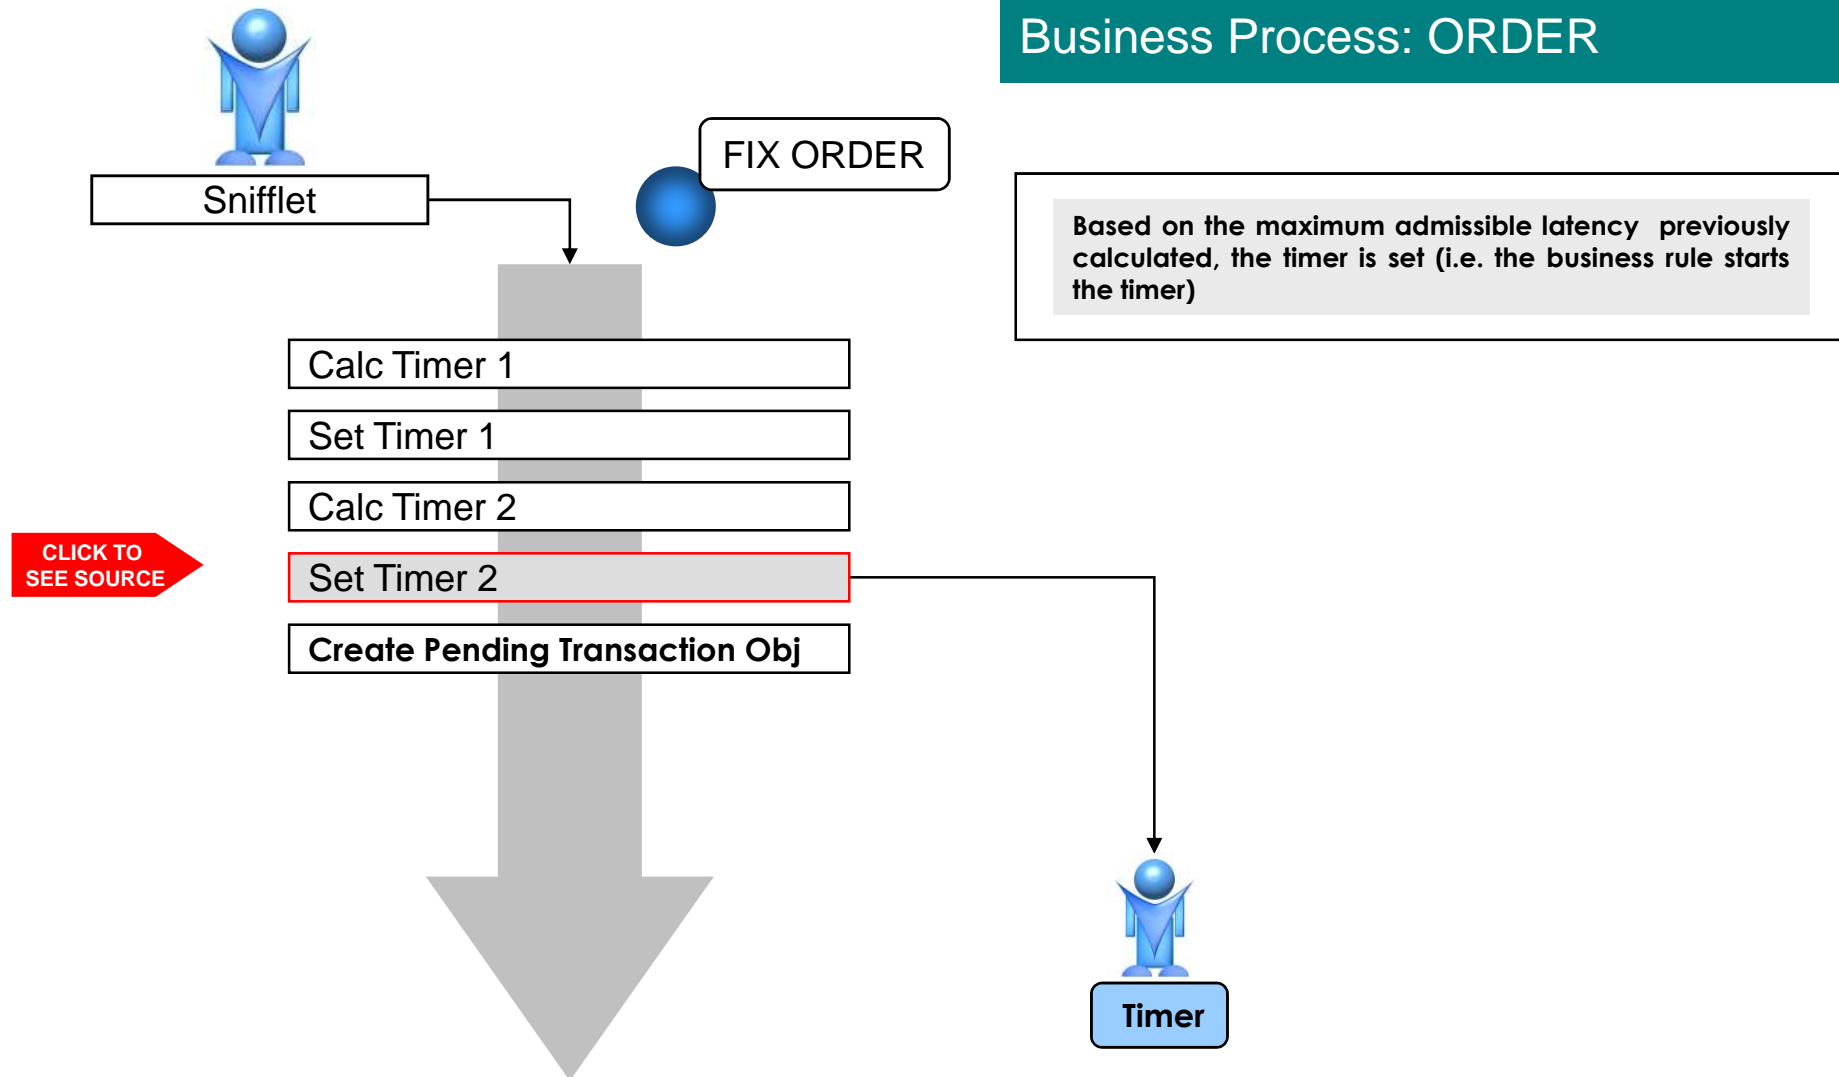 Business Process: ORDER
FIX ORDER
Snifflet
Based on the maximum admissible latency previously
calculated, the timer is set (i.e. the business rule starts
the timer)
Calc Timer 1
Set Timer 1
Calc Timer 2
CLICK TO
SEE SOURCE
Set Timer 2
Create Pending Transaction Obj
Timer